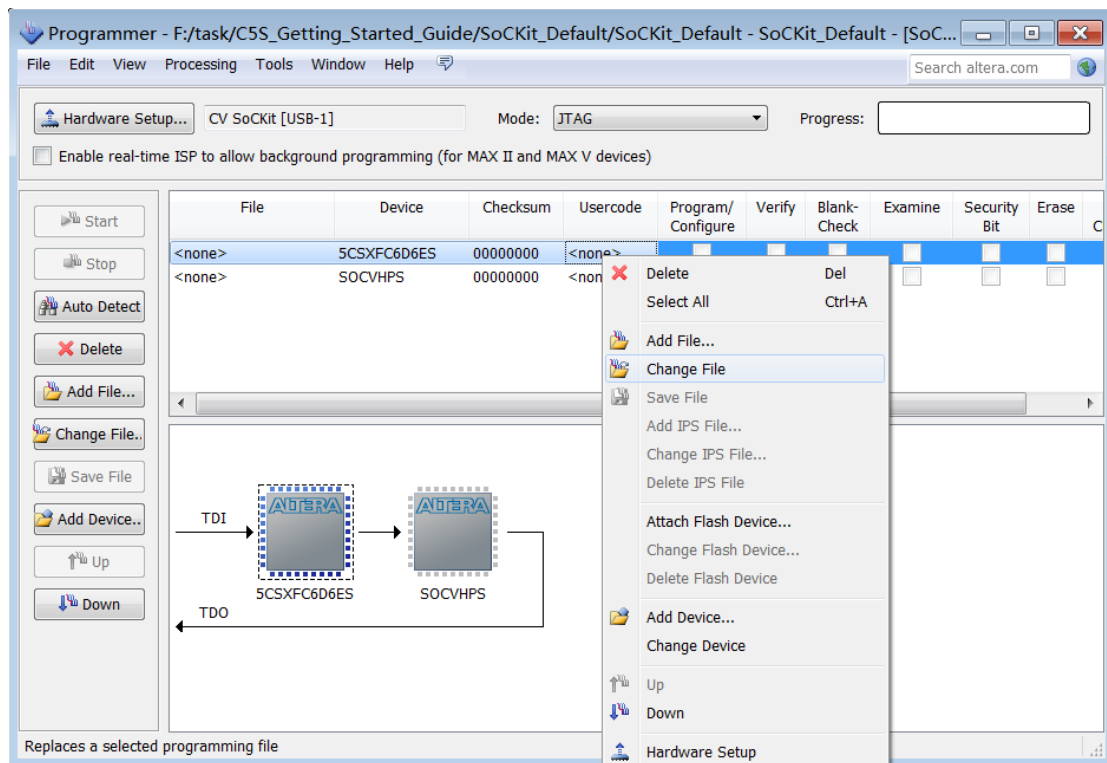 Programmer - F:/task/C5S_Getting_Started_Guide/SoCKit_Default/SoCKit_Default - SoCKit_Default - [SoC...
File Edit View Processing Tools Window Help
Search altera.com
Hardware Setup... CV SoCKit [USB-1] Mode: JTAG Progress:
Enable real-time ISP to allow background programming (for MAX II and MAX V devices)
Start
Stop
Auto Detect
Delete
Add File...
Change File..
Save File
Add Device..
Up
Down
File Device Checksum Usercode Program/ Verify Blank- Examine Security Erase
Configure Check Bit C
<none> 5CSXFC6D6ES 00000000 <none>
<none> SOCVHPS 00000000 <non
Delete Del
Select All Ctrl+A
Add File...
Change File
Save File
Add IPS File...
Change IPS File...
Delete IPS File
Attach Flash Device...
Change Flash Device...
Delete Flash Device
Add Device...
Change Device
Up
Down
Hardware Setup
TDI
ALTERA ALTERA
5CSXFC6D6ES SOCVHPS
TDO
Replaces a selected programming file